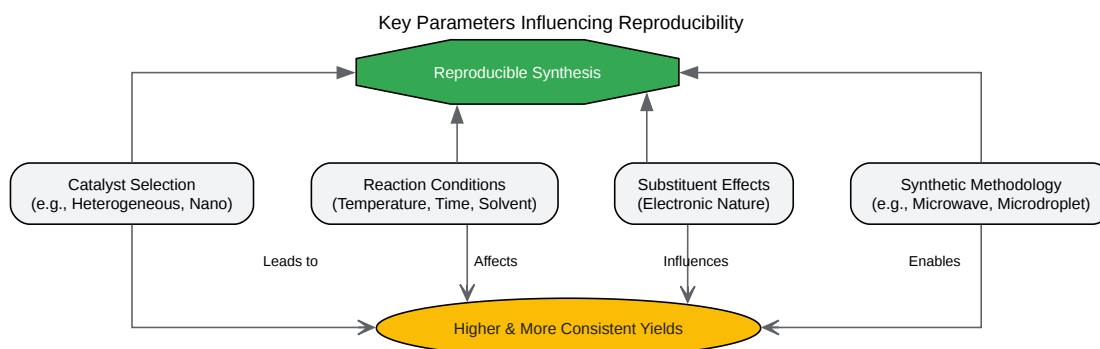 Key Parameters Influencing Reproducibility
Reproducible Synthesis
Catalyst Selection
(e.g., Heterogeneous, Nano)
Reaction Conditions
(Temperature, Time, Solvent)
Substituent Effects
(Electronic Nature)
Synthetic Methodology
(e.g., Microwave, Microdroplet)
Leads to
Affects
Influences
Enables
Higher & More Consistent Yields